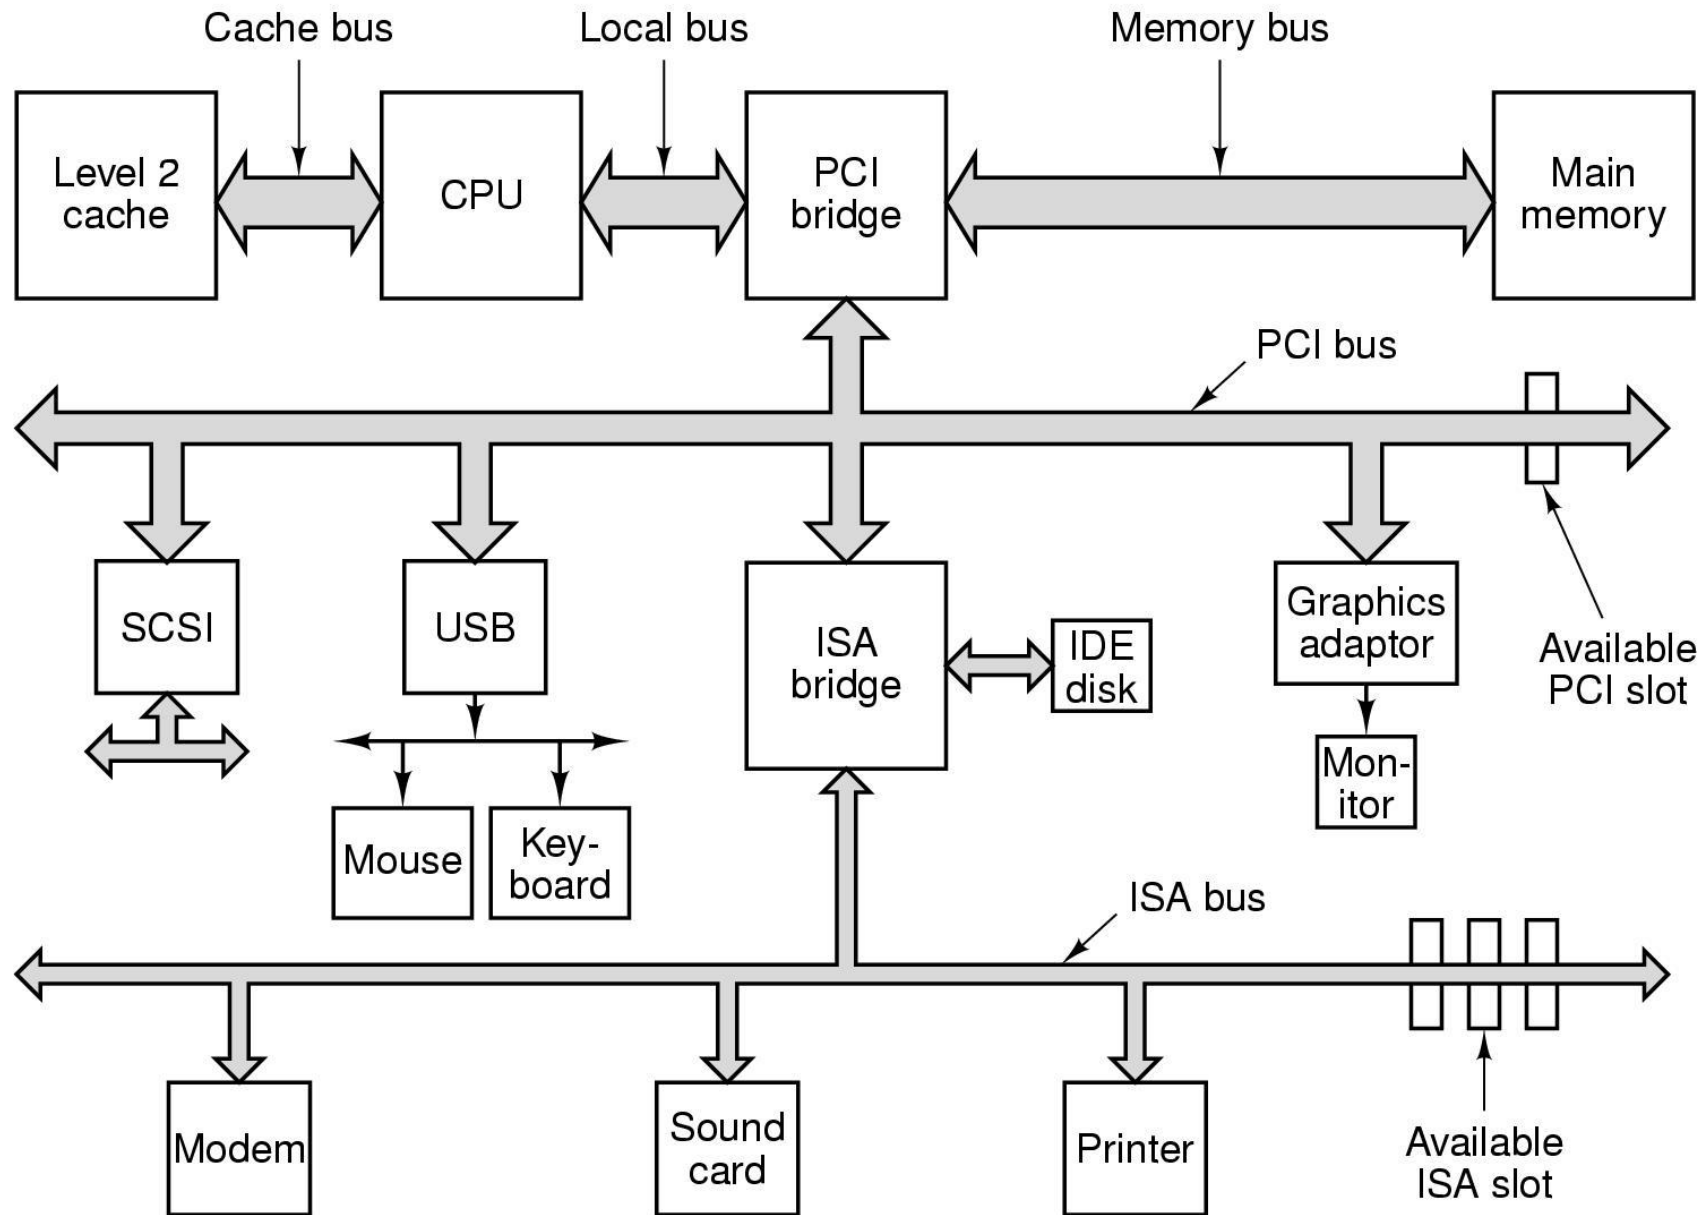 Cache bus
Local bus
Memory bus
Level 2
cache
CPU
PCI
bridge
Main
memory
PCI bus
SCSI
USB
ISA
bridge
IDE
disk
Graphics
adaptor
Available
PCI slot
Mon-
itor
Mouse
Key-
board
ISA bus
Modem
Sound
card
Printer
Available
ISA slot